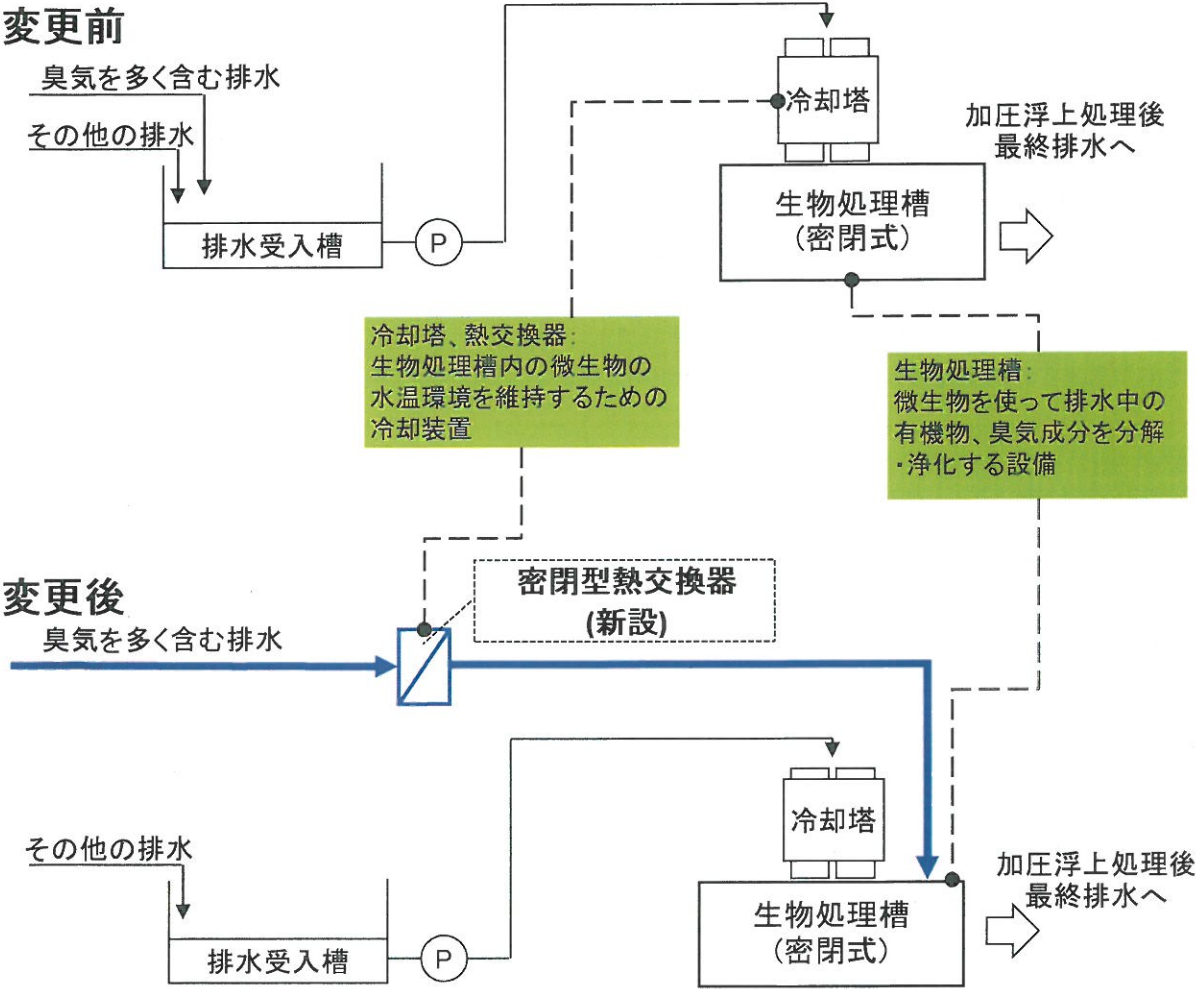 変更前
臭気を多く含む排水
その他の排水
排水受入槽
P
冷却塔
生物処理槽
(密閉式)
加圧浮上処理後
最終排水へ
冷却塔、熱交換器:
生物処理槽内の微生物の
水温環境を維持するための
冷却装置
生物処理槽:
微生物を使って排水中の
有機物、臭気成分を分解
・浄化する設備
変更後
臭気を多く含む排水
密閉型熱交換器
(新設)
その他の排水
排水受入槽
P
冷却塔
生物処理槽
(密閉式)
加圧浮上処理後
最終排水へ